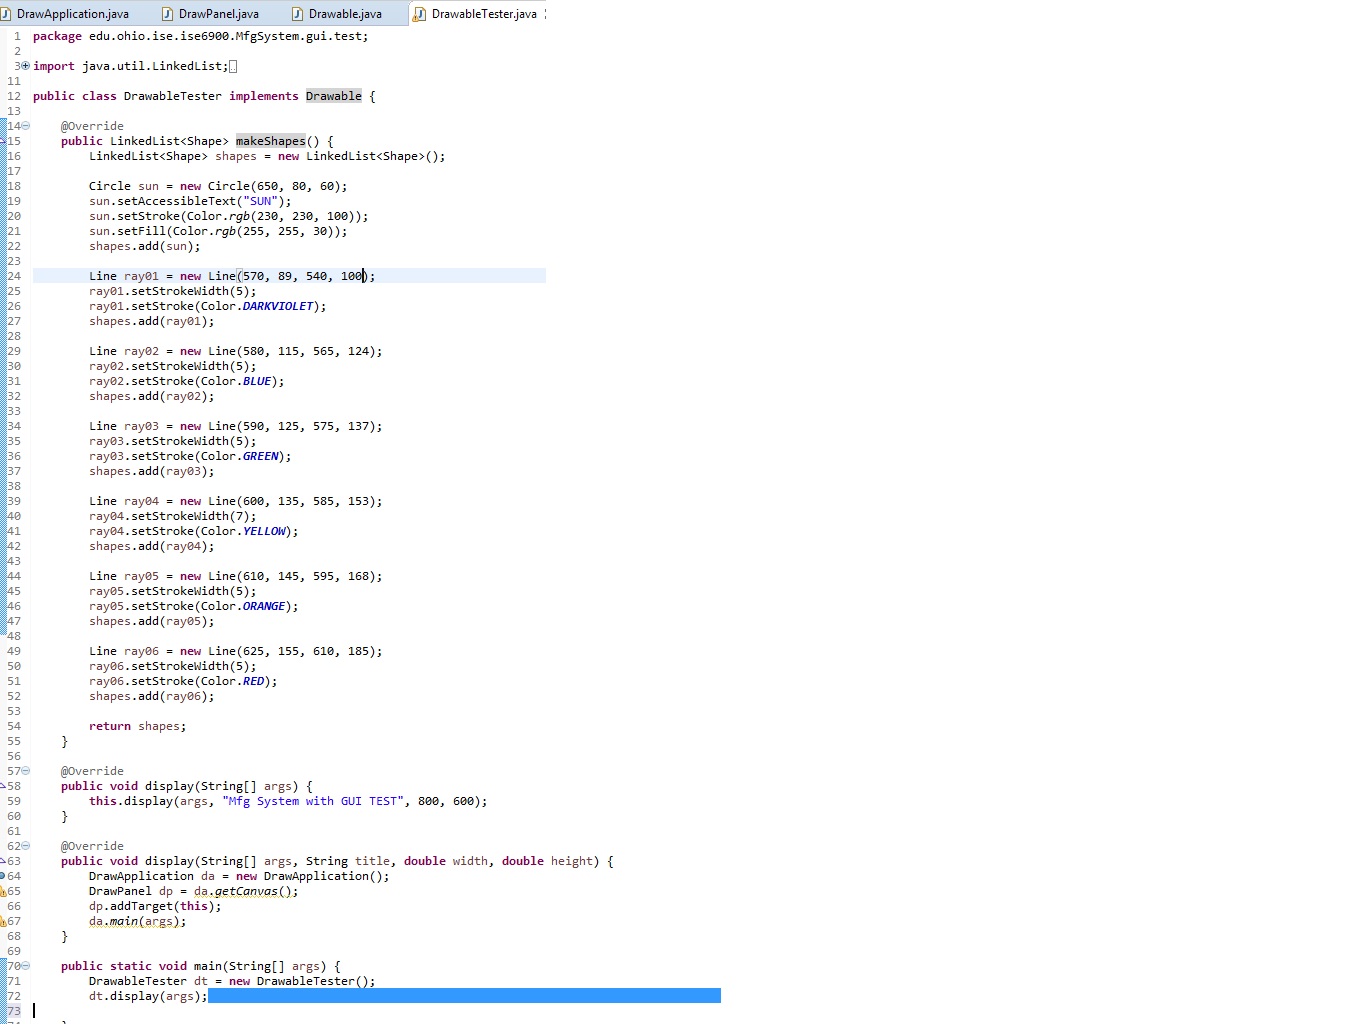 DrawApplication.java DrawPanel.java Drawable.java DrawableTester.java
1 package edu.ohio.ise.ise6900.MfgSystem.gui.test;
2
3 import java.util.LinkedList;
11
12 public class DrawableTester implements Drawable {
13
14 @Override
15 public LinkedList<Shape> makeShapes() {
16 LinkedList<Shape> shapes = new LinkedList<Shape>();
17
18 Circle sun = new Circle(650, 80, 60);
19 sun.setAccessibleText("SUN");
20 sun.setStroke(Color.rgb(230, 230, 100));
21 sun.setFill(Color.rgb(255, 255, 30));
22 shapes.add(sun);
23
24 Line ray01 = new Line(570, 89, 540, 100);
25 ray01.setStrokeWidth(5);
26 ray01.setStroke(Color.DARKVIOLET);
27 shapes.add(ray01);
28
29 Line ray02 = new Line(580, 115, 565, 124);
30 ray02.setStrokeWidth(5);
31 ray02.setStroke(Color.BLUE);
32 shapes.add(ray02);
33
34 Line ray03 = new Line(590, 125, 575, 137);
35 ray03.setStrokeWidth(5);
36 ray03.setStroke(Color.GREEN);
37 shapes.add(ray03);
38
39 Line ray04 = new Line(600, 135, 585, 153);
40 ray04.setStrokeWidth(7);
41 ray04.setStroke(Color.YELLOW);
42 shapes.add(ray04);
43
44 Line ray05 = new Line(610, 145, 595, 168);
45 ray05.setStrokeWidth(5);
46 ray05.setStroke(Color.ORANGE);
47 shapes.add(ray05);
48
49 Line ray06 = new Line(625, 155, 610, 185);
50 ray06.setStrokeWidth(5);
51 ray06.setStroke(Color.RED);
52 shapes.add(ray06);
53
54 return shapes;
55 }
56
57 @Override
58 public void display(String[] args) {
59 this.display(args, "Mfg System with GUI TEST", 800, 600);
60 }
61
62 @Override
63 public void display(String[] args, String title, double width, double height) {
64 DrawApplication da = new DrawApplication();
65 DrawPanel dp = da.getCanvas();
66 dp.addTarget(this);
67 da.main(args);
68 }
69
70 public static void main(String[] args) {
71 DrawableTester dt = new DrawableTester();
72 dt.display(args);
73